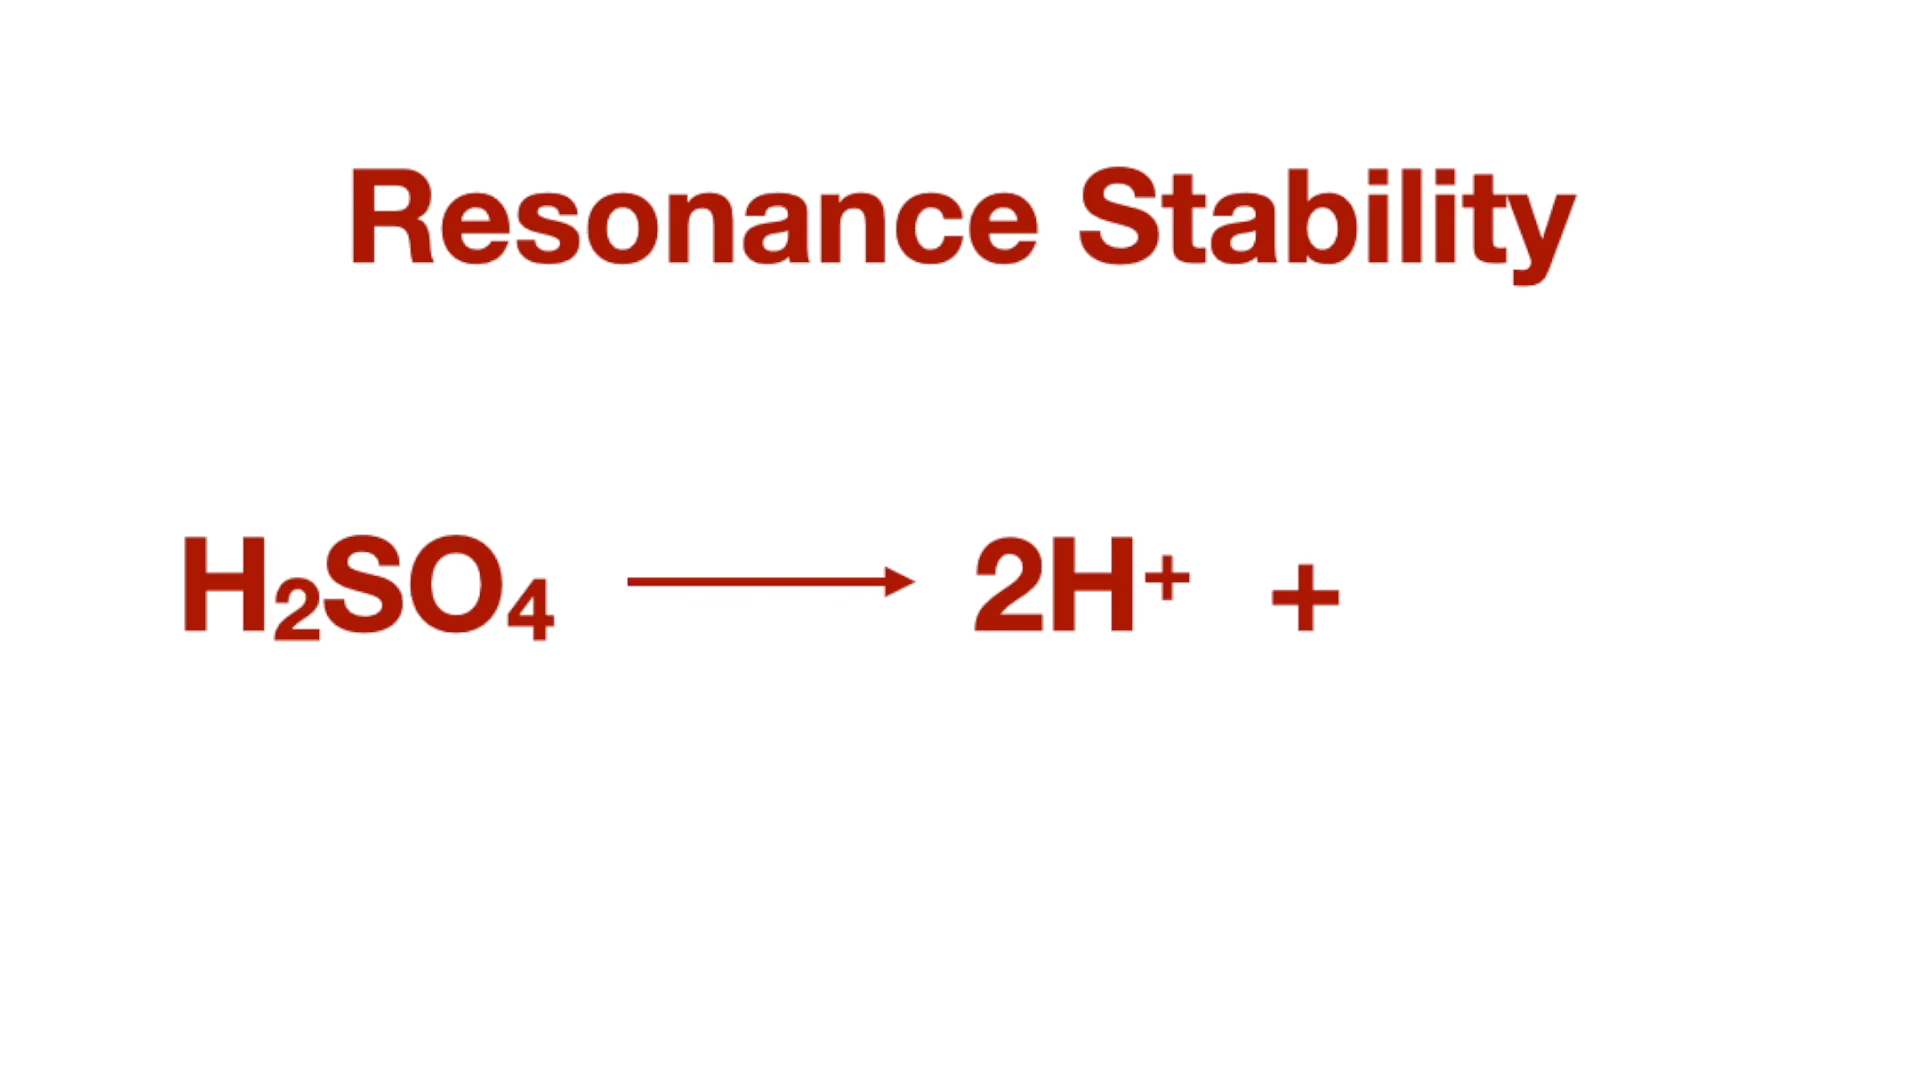 Resonance Stability
H₂SO₄ ⟶ 2H⁺ +